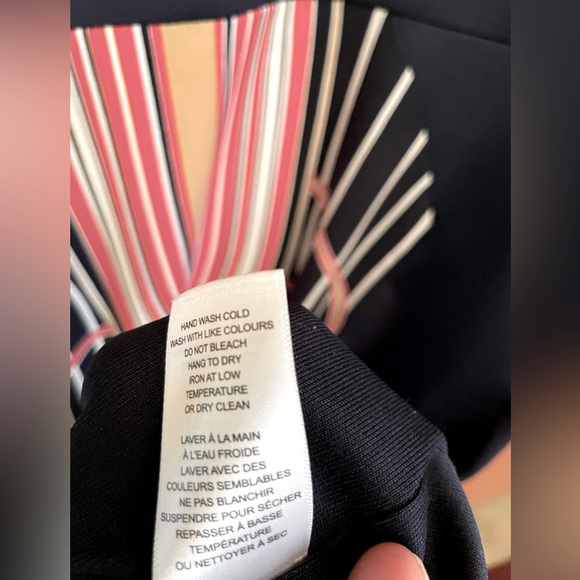 HAND WASH COLD
WASH WITH LIKE COLOURS
DO NOT BLEACH
HANG TO DRY
IRON AT LOW
TEMPERATURE
OR DRY CLEAN
LAVER À LA MAIN
À L'EAU FROIDE
LAVER AVEC DES
COULEURS SEMBLABLES
NE PAS BLANCHIR
SUSPENDRE POUR SÉCHER
REPASSER À BASSE
TEMPÉRATURE
OU NETTOYER À SEC